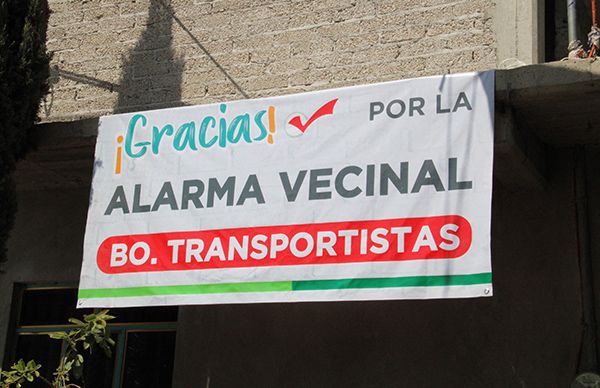 ¡Gracias! POR LA
ALARMA VECINAL
BO. TRANSPORTISTAS